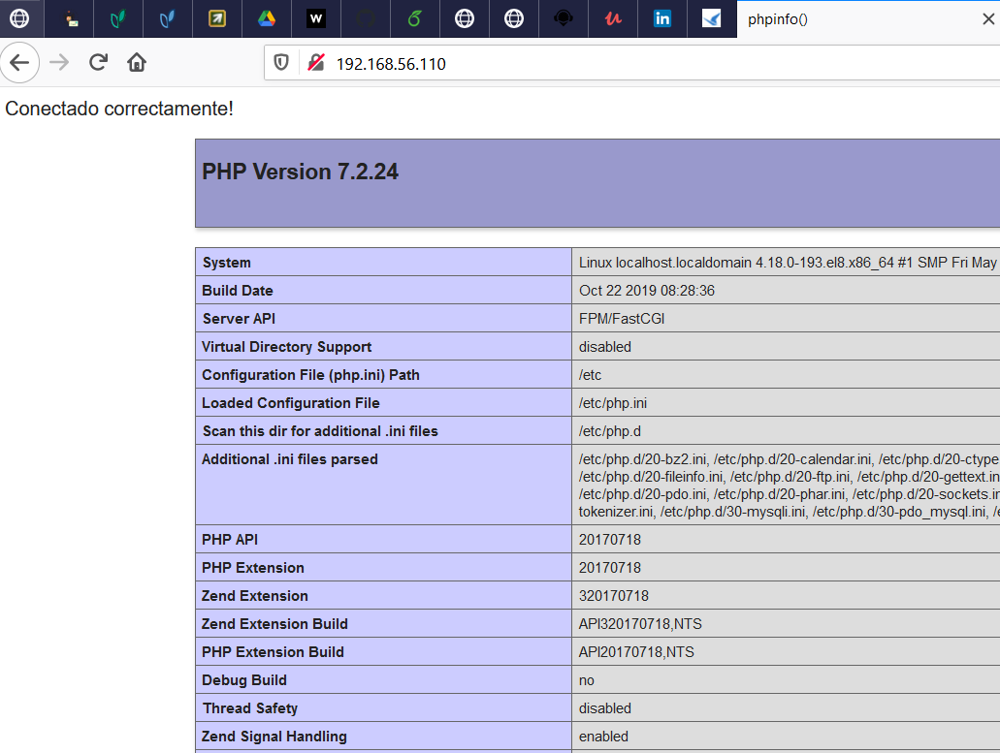 W
in
phpinfo()
192.168.56.110
Conectado correctamente!
PHP Version 7.2.24
System Linux localhost.localdomain 4.18.0-193.el8.x86_64 #1 SMP Fri May
Build Date Oct 22 2019 08:28:36
Server API FPM/FastCGI
Virtual Directory Support disabled
Configuration File (php.ini) Path /etc
Loaded Configuration File /etc/php.ini
Scan this dir for additional .ini files /etc/php.d
Additional .ini files parsed /etc/php.d/20-bz2.ini, /etc/php.d/20-calendar.ini, /etc/php.d/20-ctype
/etc/php.d/20-fileinfo.ini, /etc/php.d/20-ftp.ini, /etc/php.d/20-gettext.in
/etc/php.d/20-pdo.ini, /etc/php.d/20-phar.ini, /etc/php.d/20-sockets.in
tokenizer.ini, /etc/php.d/30-mysqli.ini, /etc/php.d/30-pdo_mysql.ini, /e
PHP API 20170718
PHP Extension 20170718
Zend Extension 320170718
Zend Extension Build API320170718,NTS
PHP Extension Build API20170718,NTS
Debug Build no
Thread Safety disabled
Zend Signal Handling enabled